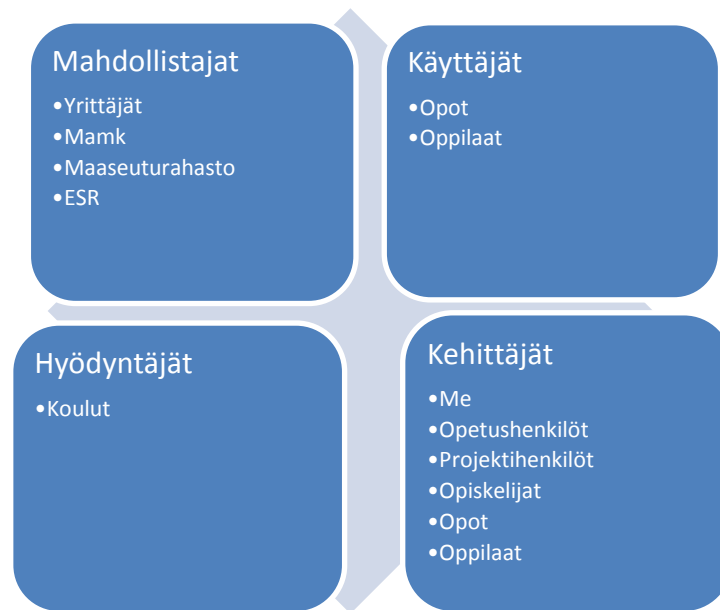 Mahdollistajat
•Yrittäjät
•Mamk
•Maaseuturahasto
•ESR
Käyttäjät
•Opot
•Oppilaat
Hyödyntäjät
•Koulut
Kehittäjät
•Me
•Opetushenkilöt
•Projektihenkilöt
•Opiskelijat
•Opot
•Oppilaat